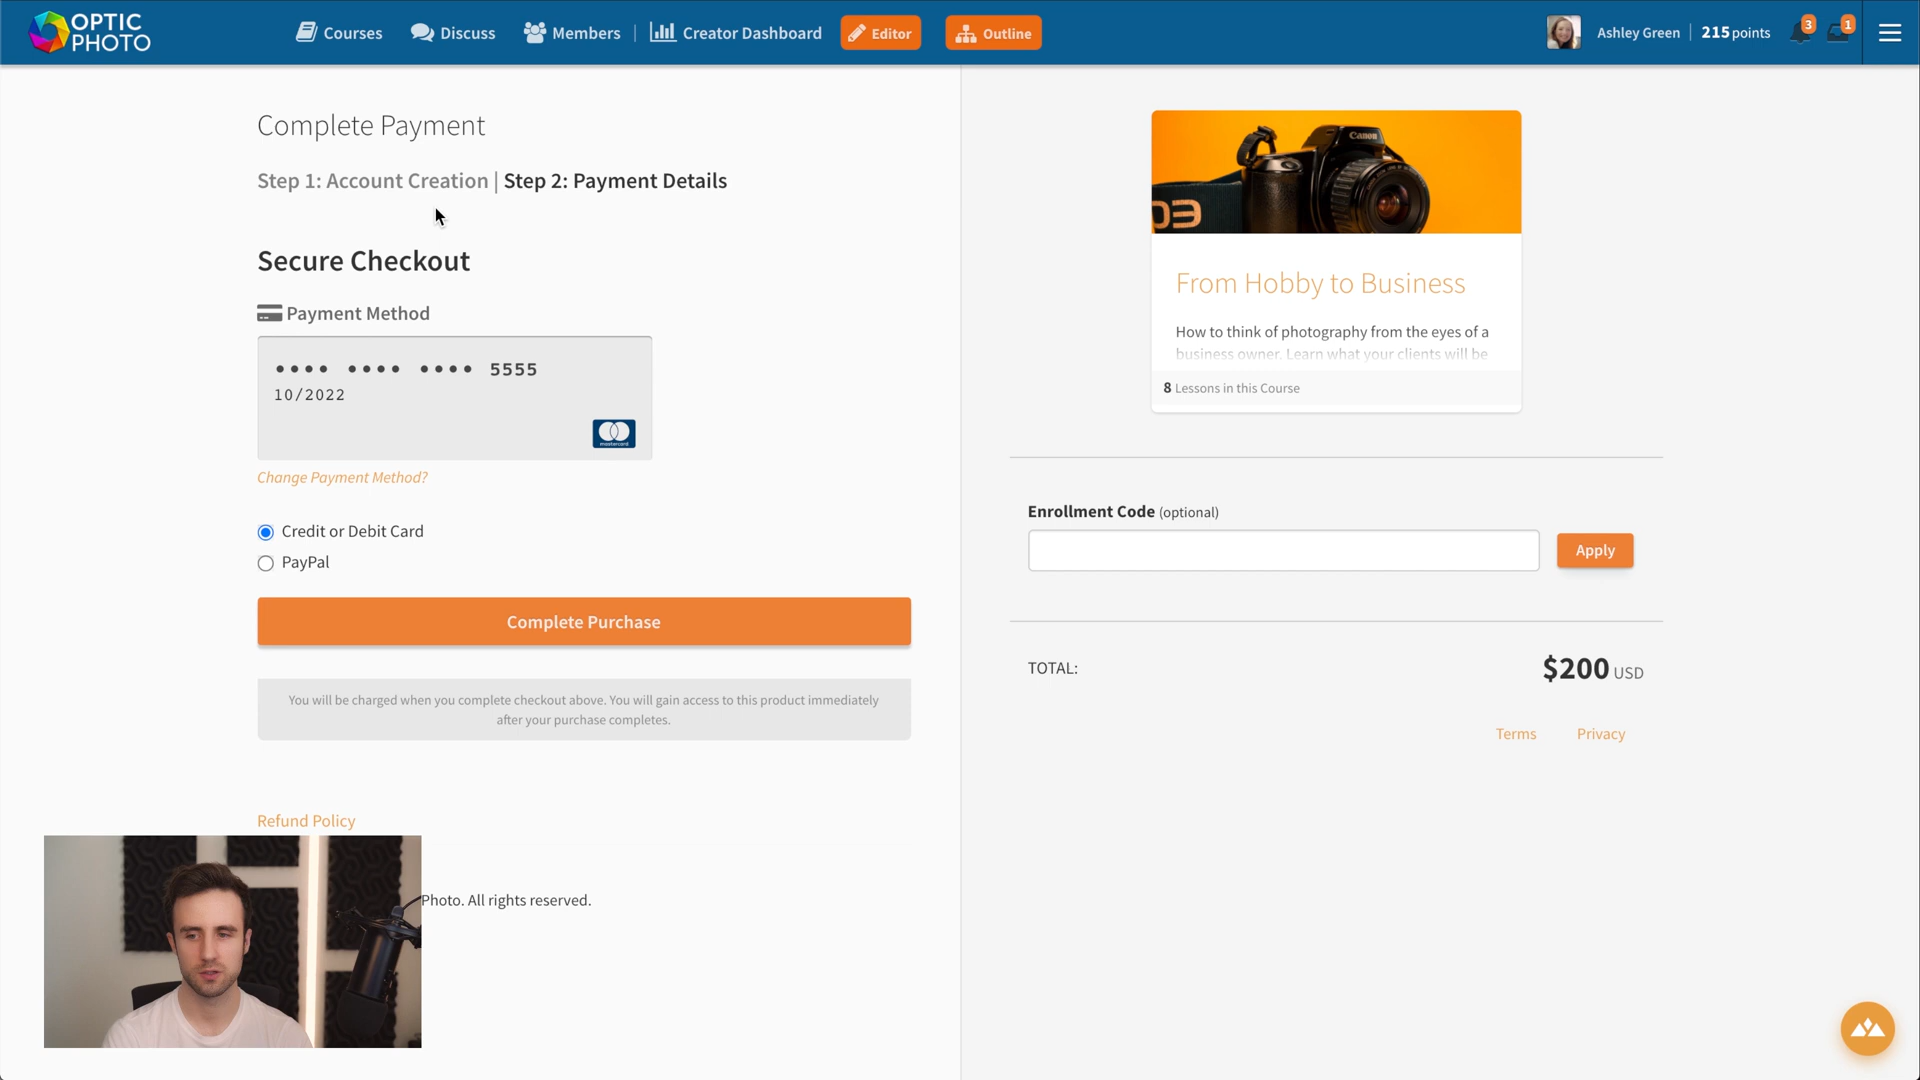 OPTIC
PHOTO
Courses
Discuss
Members
Creator Dashboard
Editor
Outline
Ashley Green
215 points
3
1
Complete Payment
Step 1: Account Creation | Step 2: Payment Details
Secure Checkout
Payment Method
•••• •••• •••• 5555
10/2022
mastercard
Change Payment Method?
Credit or Debit Card
PayPal
Complete Purchase
You will be charged when you complete checkout above. You will gain access to this product immediately
after your purchase completes.
Refund Policy
Photo. All rights reserved.
Canon
From Hobby to Business
How to think of photography from the eyes of a
business owner. Learn what your clients will be
8 Lessons in this Course
Enrollment Code (optional)
Apply
TOTAL:
$200 USD
Terms
Privacy